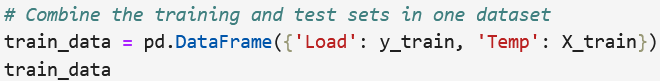 # Combine the training and test sets in one dataset
train_data = pd.DataFrame({'Load': y_train, 'Temp': X_train})
train_data